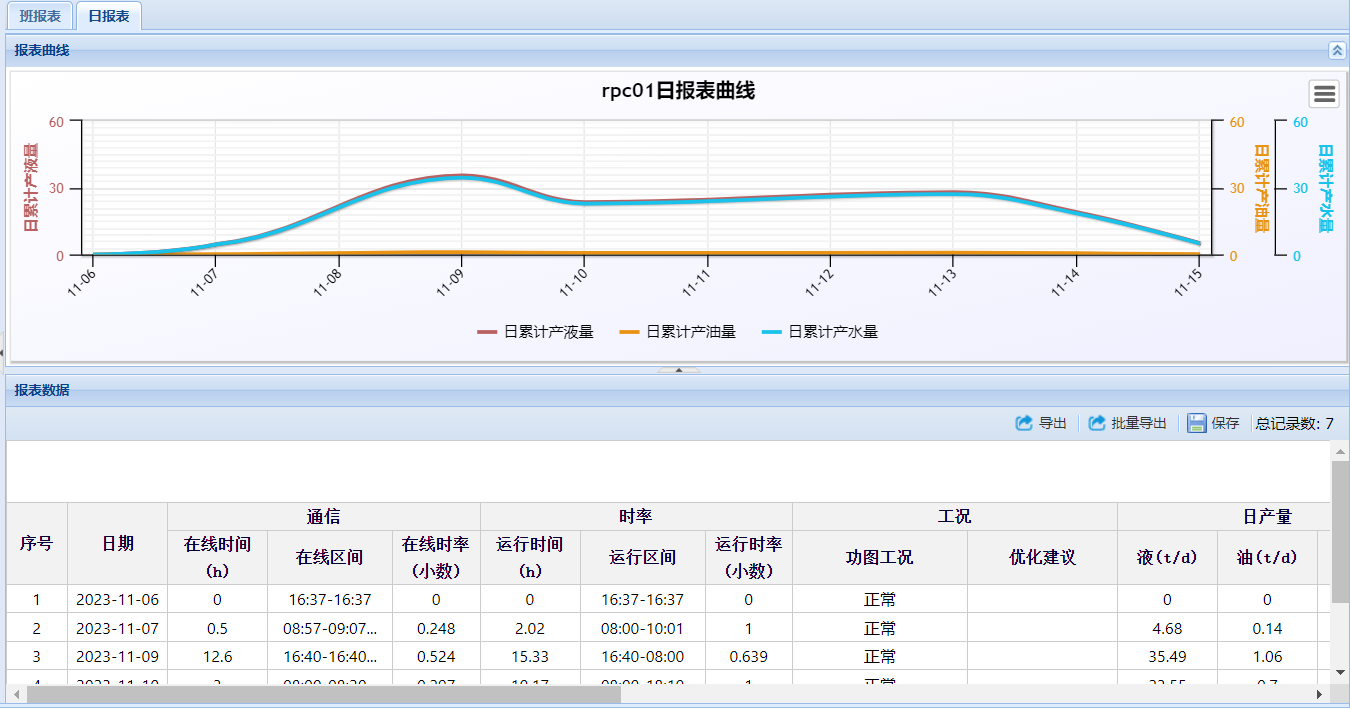 班报表 日报表
报表曲线
rpc01日报表曲线
60 60 60
30 30 30
0 0 0
日累计产液量
日累计产油量
日累计产水量
11-06 11-07 11-08 11-09 11-10 11-11 11-12 11-13 11-14 11-15
日累计产液量 日累计产油量 日累计产水量
报表数据
导出 批量导出 保存 总记录数: 7
序号 日期 通信 时率 工况 日产量
在线时间(h) 在线区间 在线时率(小数) 运行时间(h) 运行区间 运行时率(小数) 功图工况 优化建议 液(t/d) 油(t/d)
1 2023-11-06 0 16:37-16:37 0 0 16:37-16:37 0 正常 0 0
2 2023-11-07 0.5 08:57-09:07... 0.248 2.02 08:00-10:01 1 正常 4.68 0.14
3 2023-11-09 12.6 16:40-16:40... 0.524 15.33 16:40-08:00 0.639 正常 35.49 1.06